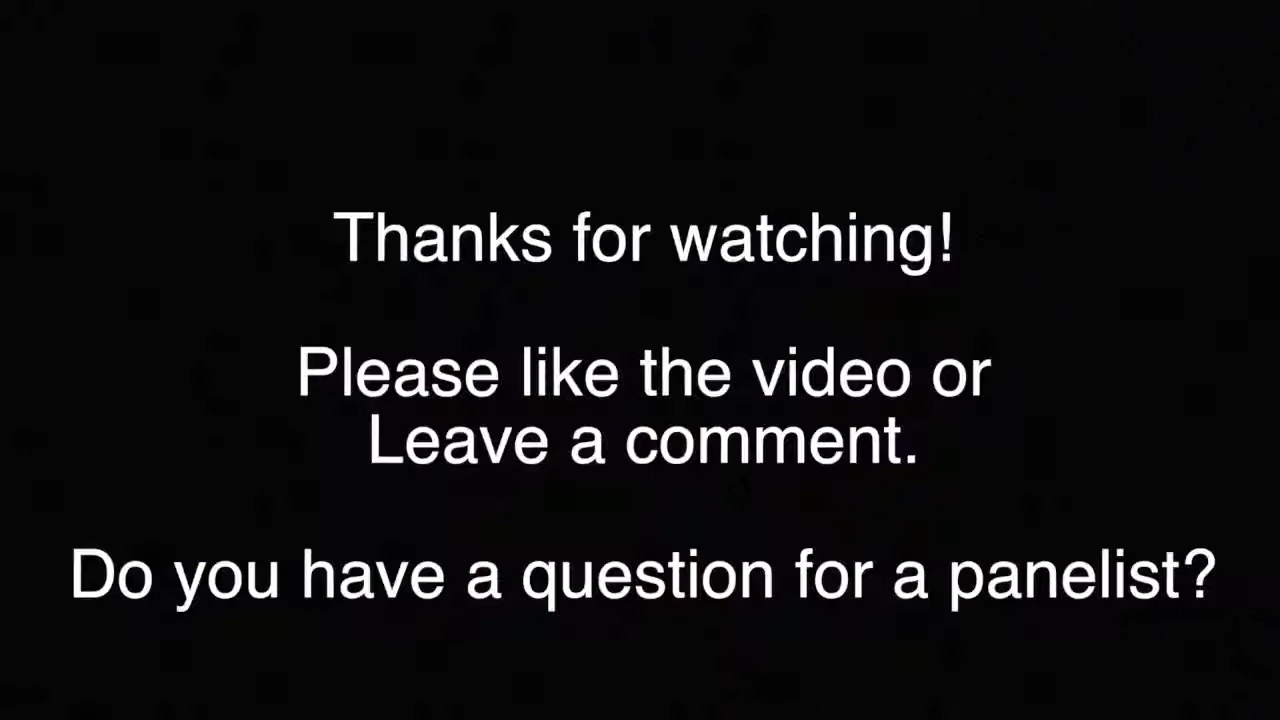 Thanks for watching!
Please like the video or
Leave a comment.
Do you have a question for a panelist?